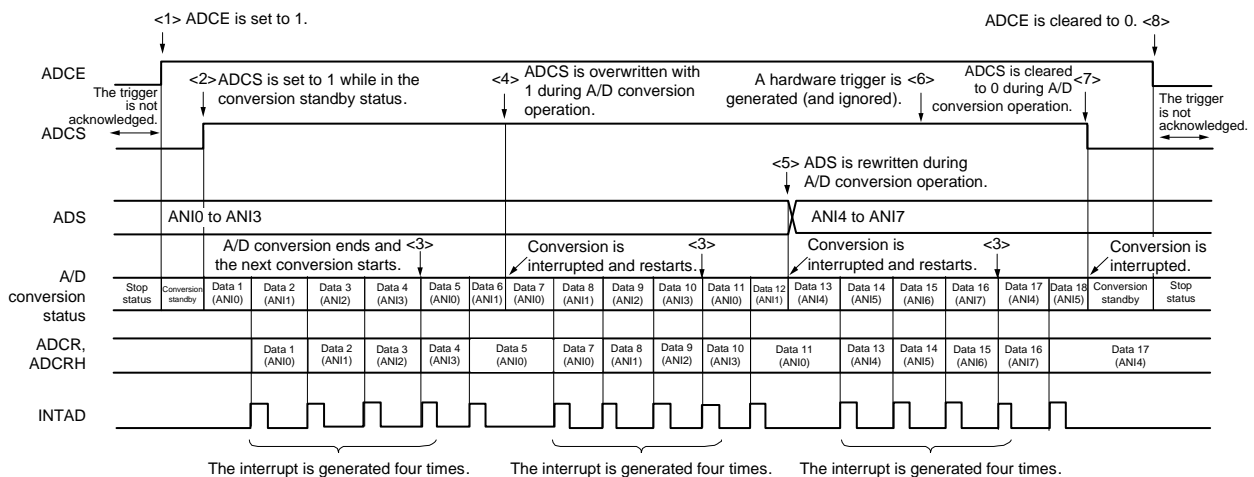 <1> ADCE is set to 1.
ADCE is cleared to 0. <8>
ADCE
The trigger
is not
acknowledged.
<2> ADCS is set to 1 while in the
conversion standby status.
<4> ADCS is overwritten with
1 during A/D conversion
operation.
A hardware trigger is <6>
generated (and ignored).
ADCS is cleared <7>
to 0 during A/D
conversion operation.
The trigger
is not
acknowledged.
ADCS
<5> ADS is rewritten during
A/D conversion operation.
ADS
ANI0 to ANI3
ANI4 to ANI7
A/D conversion ends and <3>
the next conversion starts.
Conversion is
interrupted and restarts.
<3>
Conversion is
interrupted and restarts.
<3>
Conversion is
interrupted.
A/D
conversion
status
Stop
status
Conversion
standby
Data 1
(ANI0)
Data 2
(ANI1)
Data 3
(ANI2)
Data 4
(ANI3)
Data 5
(ANI0)
Data 6
(ANI1)
Data 7
(ANI0)
Data 8
(ANI1)
Data 9
(ANI2)
Data 10
(ANI3)
Data 11
(ANI0)
Data 12
(ANI1)
Data 13
(ANI4)
Data 14
(ANI5)
Data 15
(ANI6)
Data 16
(ANI7)
Data 17
(ANI4)
Data 18
(ANI5)
Conversion
standby
Stop
status
ADCR,
ADCRH
Data 1
(ANI0)
Data 2
(ANI1)
Data 3
(ANI2)
Data 4
(ANI3)
Data 5
(ANI0)
Data 7
(ANI0)
Data 8
(ANI1)
Data 9
(ANI2)
Data 10
(ANI3)
Data 11
(ANI0)
Data 13
(ANI4)
Data 14
(ANI5)
Data 15
(ANI6)
Data 16
(ANI7)
Data 17
(ANI4)
INTAD
The interrupt is generated four times.
The interrupt is generated four times.
The interrupt is generated four times.